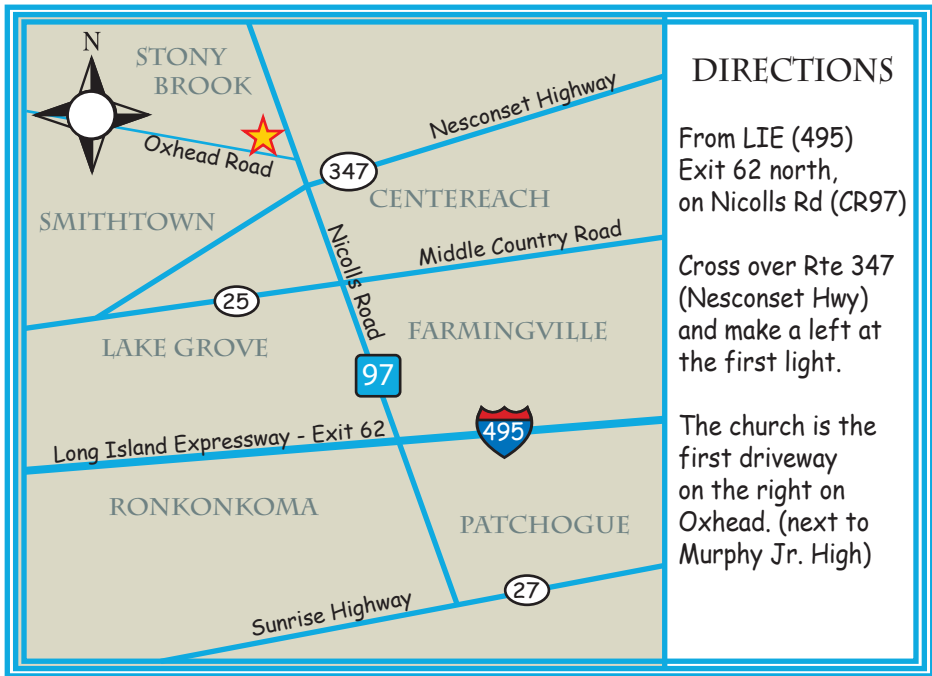 N
STONY
BROOK
Oxhead Road
Nesconset Highway
347
CENTEREACH
SMITHTOWN
Nicolls Road
Middle Country Road
25
LAKE GROVE
FARMINGVILLE
97
Long Island Expressway - Exit 62
495
RONKONKOMA
PATCHOGUE
27
Sunrise Highway
DIRECTIONS
From LIE (495)
Exit 62 north,
on Nicolls Rd (CR97)
Cross over Rte 347
(Nesconset Hwy)
and make a left at
the first light.
The church is the
first driveway
on the right on
Oxhead. (next to
Murphy Jr. High)